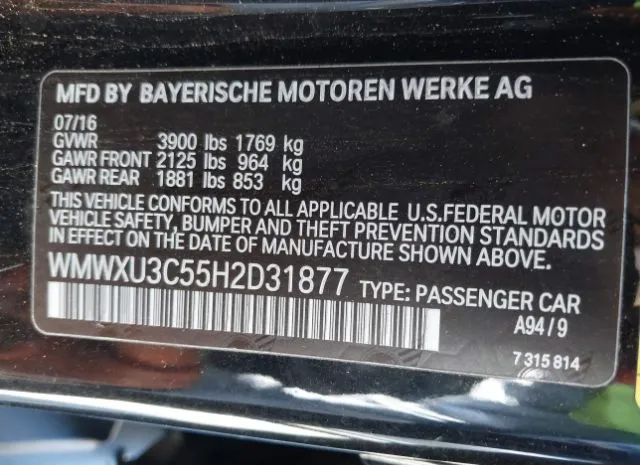 MFD BY BAYERISCHE MOTOREN WERKE AG
07/16
GVWR 3900 lbs 1769 kg
GAWR FRONT 2125 lbs 964 kg
GAWR REAR 1881 lbs 853 kg
THIS VEHICLE CONFORMS TO ALL APPLICABLE U.S.FEDERAL MOTOR
VEHICLE SAFETY, BUMPER AND THEFT PREVENTION STANDARDS
IN EFFECT ON THE DATE OF MANUFACTURE SHOWN ABOVE.
WMWXU3C55H2D31877 TYPE: PASSENGER CAR
A94/9
7 315 814